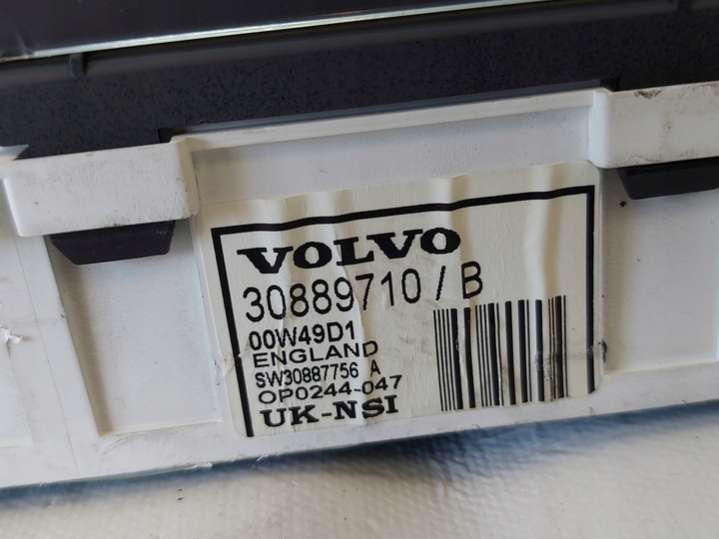 VOLVO
30889710 / B
00W49D1
ENGLAND
SW30887756 A
OP0244-047
UK-NSI